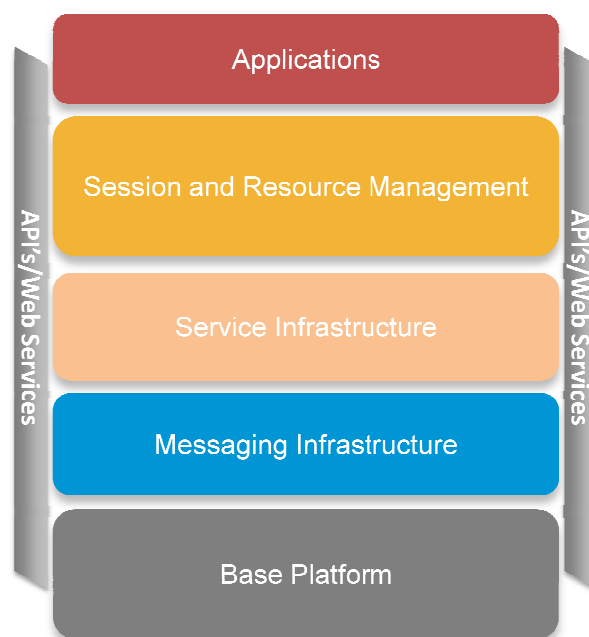 Applications
Session and Resource Management
Service Infrastructure
Messaging Infrastructure
Base Platform
API's/Web Services
API's/Web Services